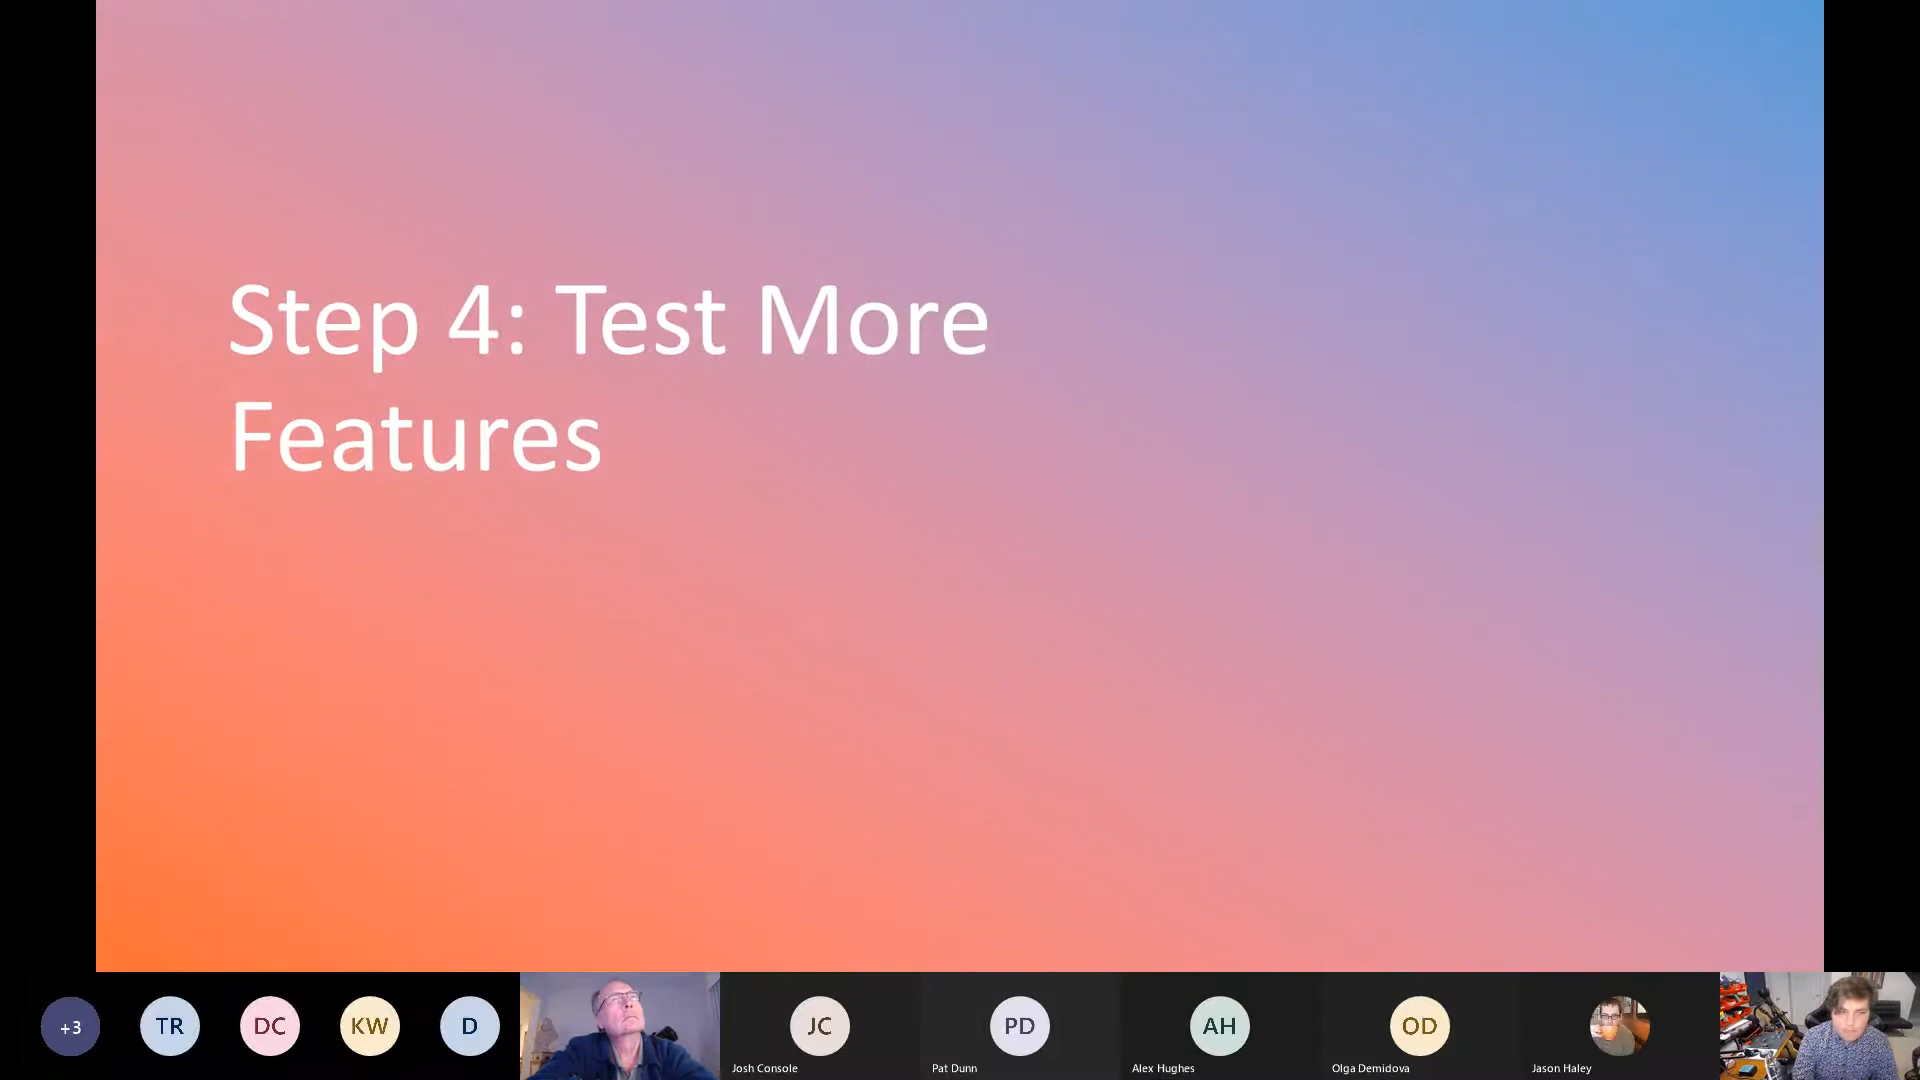 Step 4: Test More
Features
+3
TR
DC
KW
D
JC
PD
AH
OD
Josh Console
Pat Dunn
Alex Hughes
Olga Demidova
Jason Haley